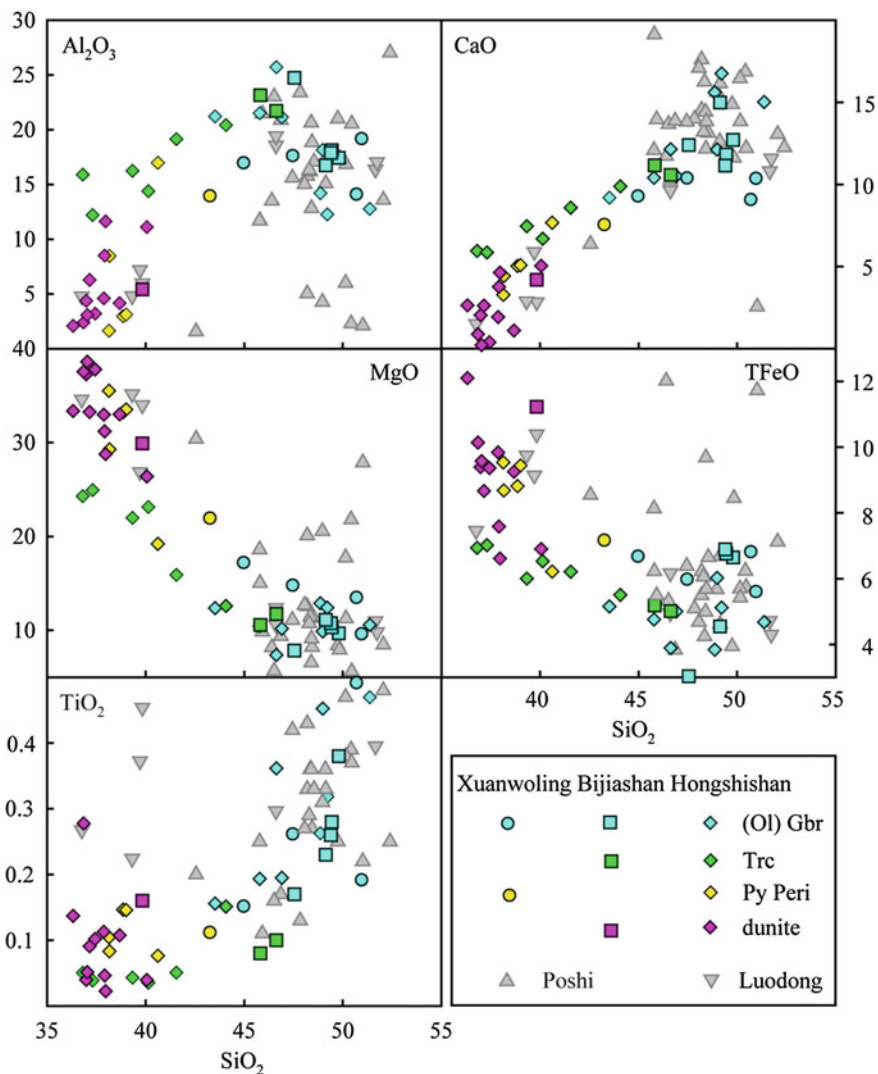 30
Al₂O₃
CaO
25
15
20
15
10
10
5
5
40
MgO
TFeO
12
30
10
8
20
6
10
4
TiO₂
40
45
50
55
SiO₂
0.4
0.3
0.2
0.1
Xuanwoling Bijiashan Hongshishan
(Ol) Gbr
Trc
Py Peri
dunite
Poshi
Luodong
35
40
45
50
55
SiO₂